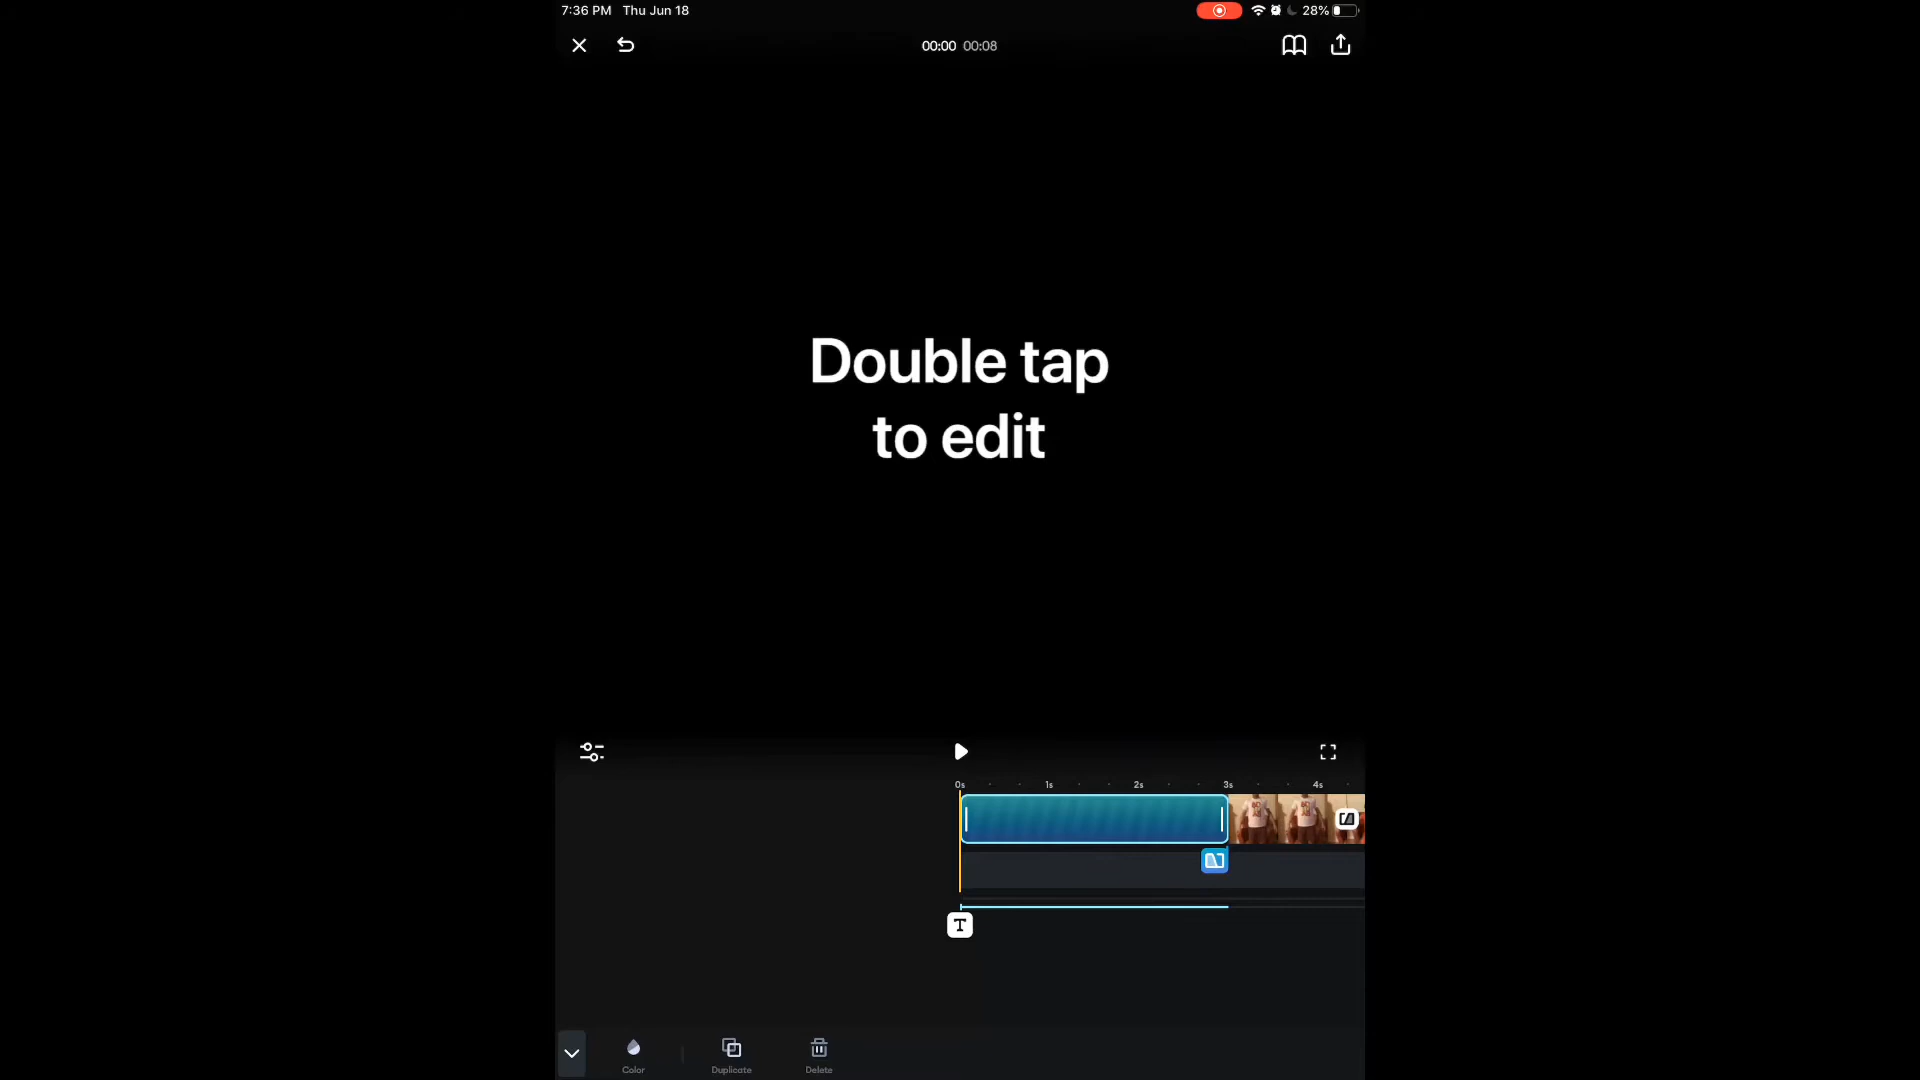 7:36 PM Thu Jun 18
28%
00:00 00:08
Double tap
to edit
0s 1s 2s 3s 4s
T
Color Duplicate Delete